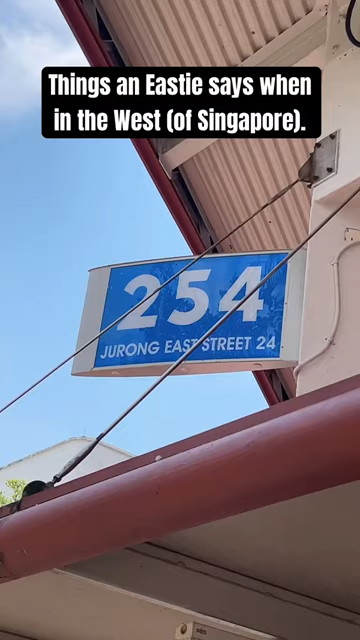 Things an Eastie says when
in the West (of Singapore).
254
JURONG EAST STREET 24